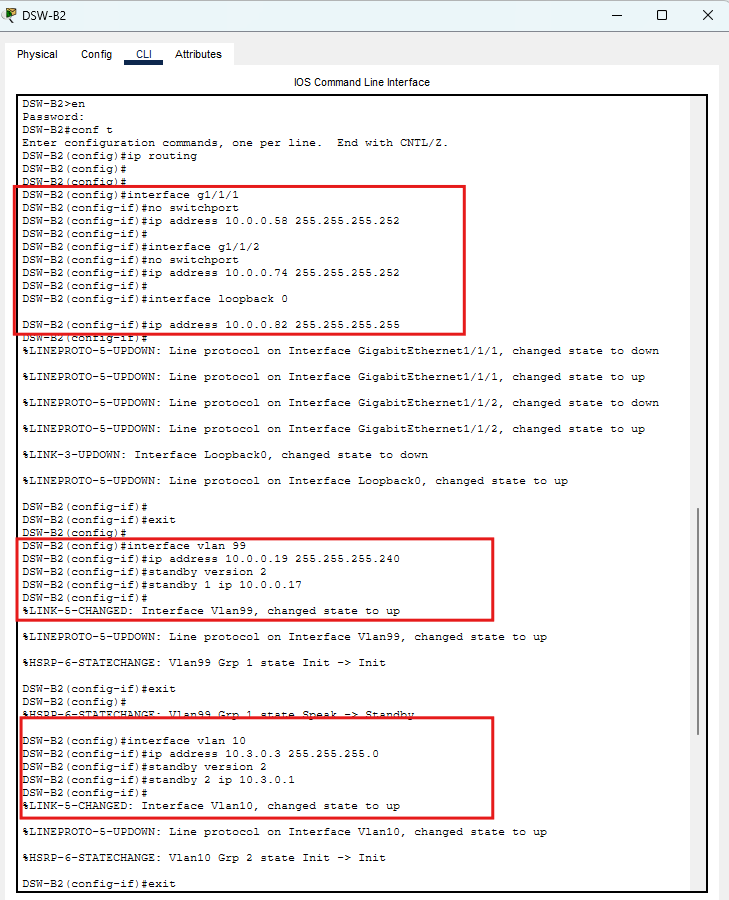 DSW-B2
Physical Config CLI Attributes
IOS Command Line Interface
DSW-B2>en
Password:
DSW-B2#conf t
Enter configuration commands, one per line.  End with CNTL/Z.
DSW-B2(config)#ip routing
DSW-B2(config)#
DSW-B2(config)#
DSW-B2(config)#interface g1/1/1
DSW-B2(config-if)#no switchport
DSW-B2(config-if)#ip address 10.0.0.58 255.255.255.252
DSW-B2(config-if)#
DSW-B2(config-if)#interface g1/1/2
DSW-B2(config-if)#no switchport
DSW-B2(config-if)#ip address 10.0.0.74 255.255.255.252
DSW-B2(config-if)#
DSW-B2(config-if)#interface loopback 0
DSW-B2(config-if)#ip address 10.0.0.82 255.255.255.255
DSW-B2(config-if)#
%LINEPROTO-5-UPDOWN: Line protocol on Interface GigabitEthernet1/1/1, changed state to down
%LINEPROTO-5-UPDOWN: Line protocol on Interface GigabitEthernet1/1/1, changed state to up
%LINEPROTO-5-UPDOWN: Line protocol on Interface GigabitEthernet1/1/2, changed state to down
%LINEPROTO-5-UPDOWN: Line protocol on Interface GigabitEthernet1/1/2, changed state to up
%LINK-3-UPDOWN: Interface Loopback0, changed state to down
%LINEPROTO-5-UPDOWN: Line protocol on Interface Loopback0, changed state to up
DSW-B2(config-if)#
DSW-B2(config-if)#exit
DSW-B2(config)#
DSW-B2(config)#interface vlan 99
DSW-B2(config-if)#ip address 10.0.0.19 255.255.255.240
DSW-B2(config-if)#standby version 2
DSW-B2(config-if)#standby 1 ip 10.0.0.17
DSW-B2(config-if)#
%LINK-5-CHANGED: Interface Vlan99, changed state to up
%LINEPROTO-5-UPDOWN: Line protocol on Interface Vlan99, changed state to up
%HSRP-6-STATECHANGE: Vlan99 Grp 1 state Init -> Init
DSW-B2(config-if)#exit
DSW-B2(config)#
%HSRP-6-STATECHANGE: Vlan99 Grp 1 state Speak -> Standby
DSW-B2(config)#interface vlan 10
DSW-B2(config-if)#ip address 10.3.0.3 255.255.255.0
DSW-B2(config-if)#standby version 2
DSW-B2(config-if)#standby 2 ip 10.3.0.1
DSW-B2(config-if)#
%LINK-5-CHANGED: Interface Vlan10, changed state to up
%LINEPROTO-5-UPDOWN: Line protocol on Interface Vlan10, changed state to up
%HSRP-6-STATECHANGE: Vlan10 Grp 2 state Init -> Init
DSW-B2(config-if)#exit